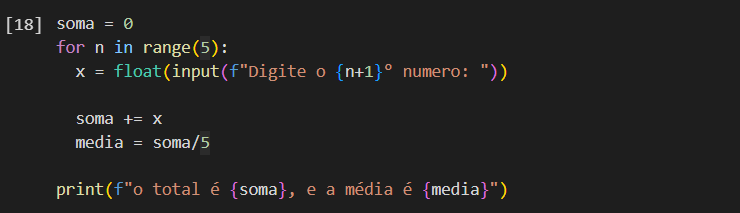 [18] soma = 0
for n in range(5):
  x = float(input(f"Digite o {n+1}º numero: "))
  soma += x
  media = soma/5
print(f"o total é {soma}, e a média é {media}")